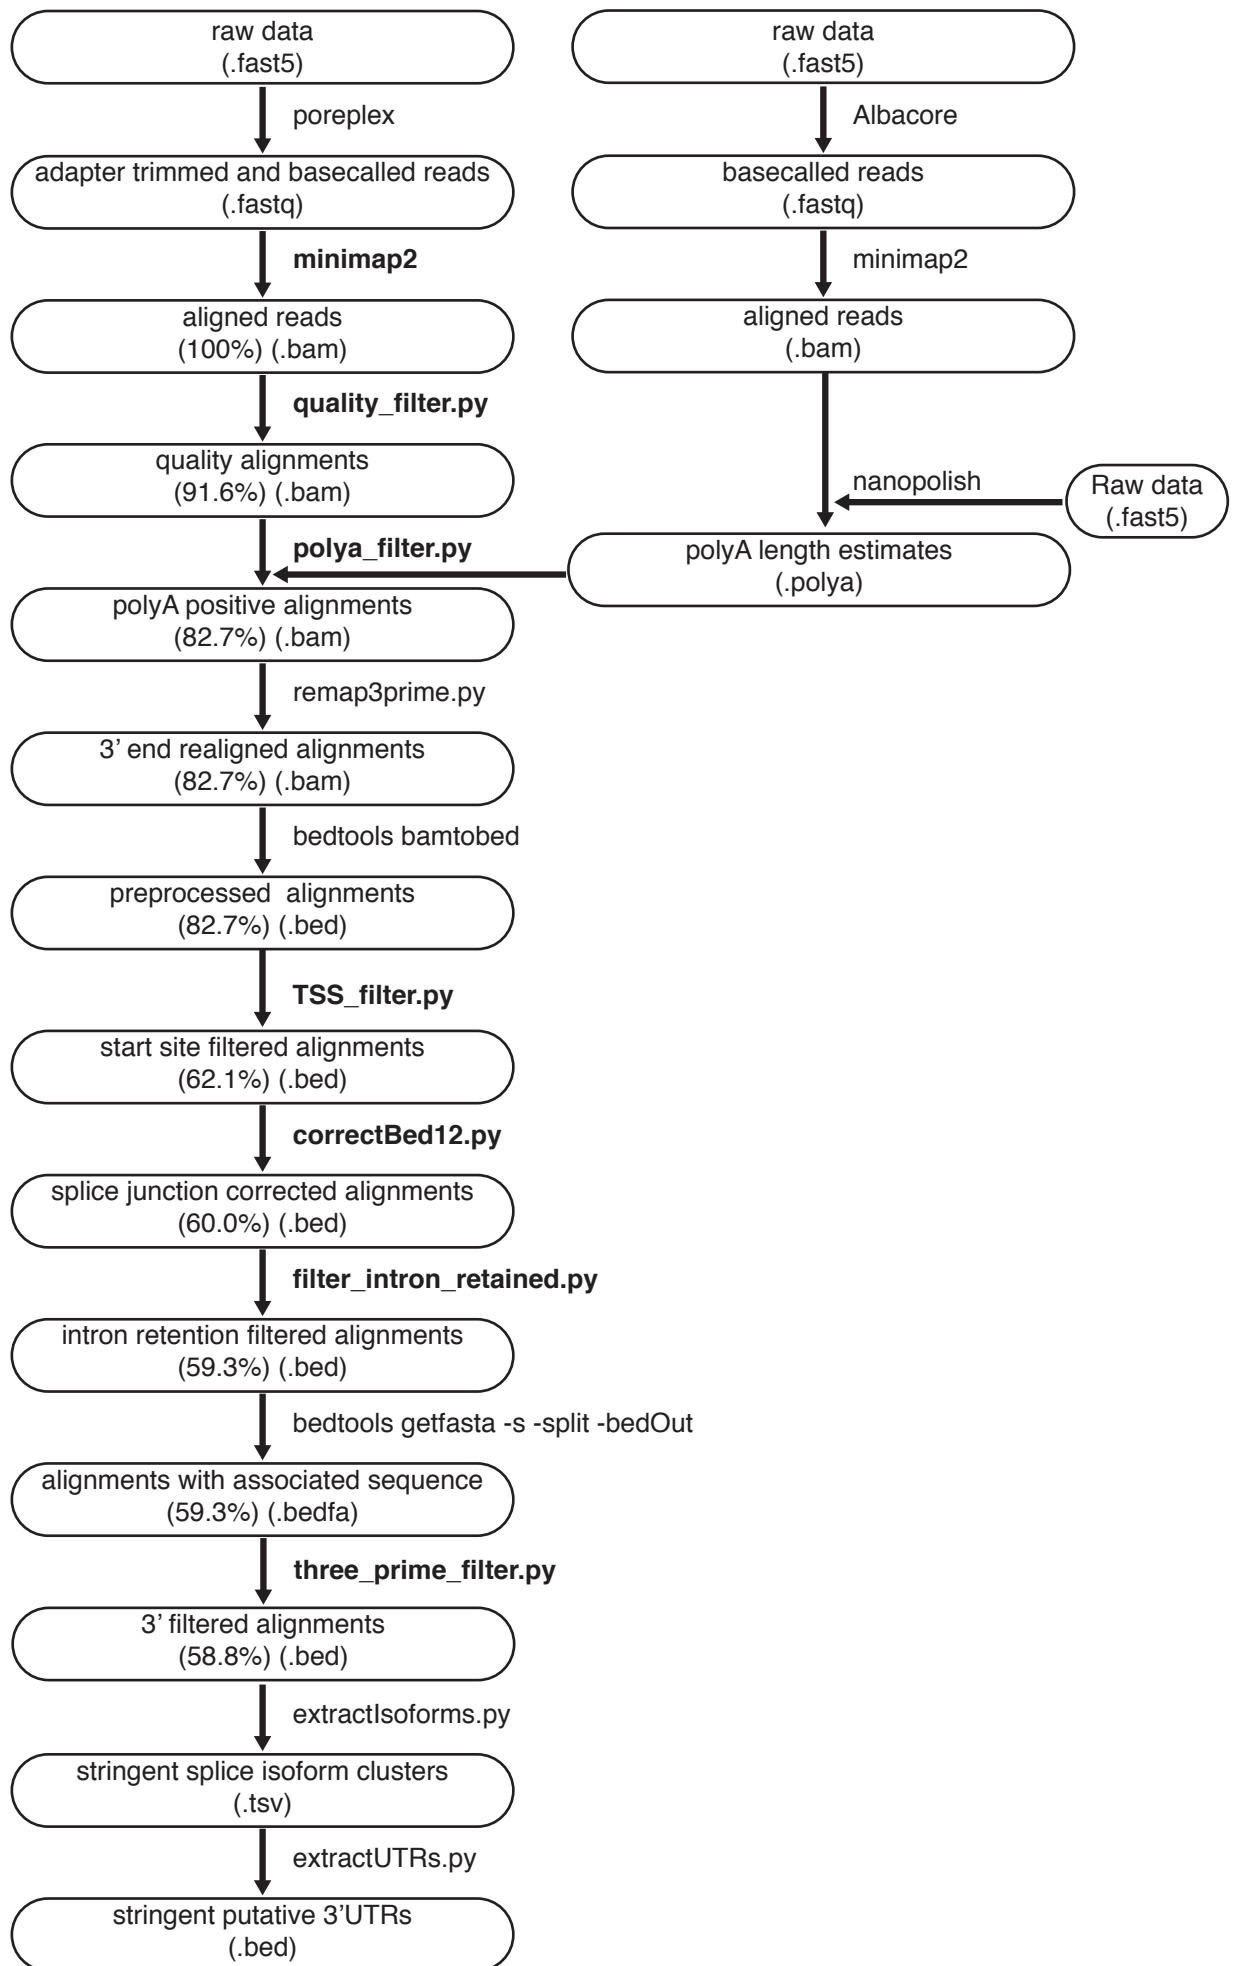 raw data
(.fast5)
poreplex
adapter trimmed and basecalled reads
(.fastq)
minimap2
aligned reads
(100%) (.bam)
quality_filter.py
quality alignments
(91.6%) (.bam)
polya_filter.py
polyA positive alignments
(82.7%) (.bam)
remap3prime.py
3’ end realigned alignments
(82.7%) (.bam)
bedtools bamtobed
preprocessed  alignments
(82.7%) (.bed)
TSS_filter.py
start site filtered alignments
(62.1%) (.bed)
correctBed12.py
splice junction corrected alignments
(60.0%) (.bed)
filter_intron_retained.py
intron retention filtered alignments
(59.3%) (.bed)
bedtools getfasta -s -split -bedOut
alignments with associated sequence
(59.3%) (.bedfa)
three_prime_filter.py
3’ filtered alignments
(58.8%) (.bed)
extractIsoforms.py
stringent splice isoform clusters
(.tsv)
extractUTRs.py
stringent putative 3’UTRs
(.bed)
raw data
(.fast5)
Albacore
basecalled reads
(.fastq)
minimap2
aligned reads
(.bam)
nanopolish
Raw data
(.fast5)
polyA length estimates
(.polya)